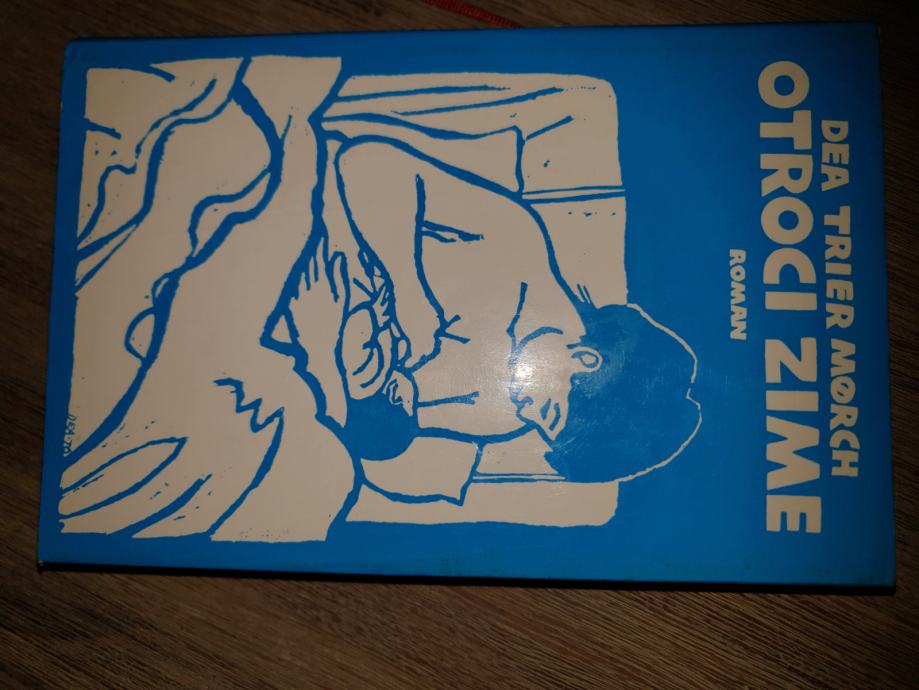 DEA TRIER MØRCH
OTROCI ZIME
ROMAN